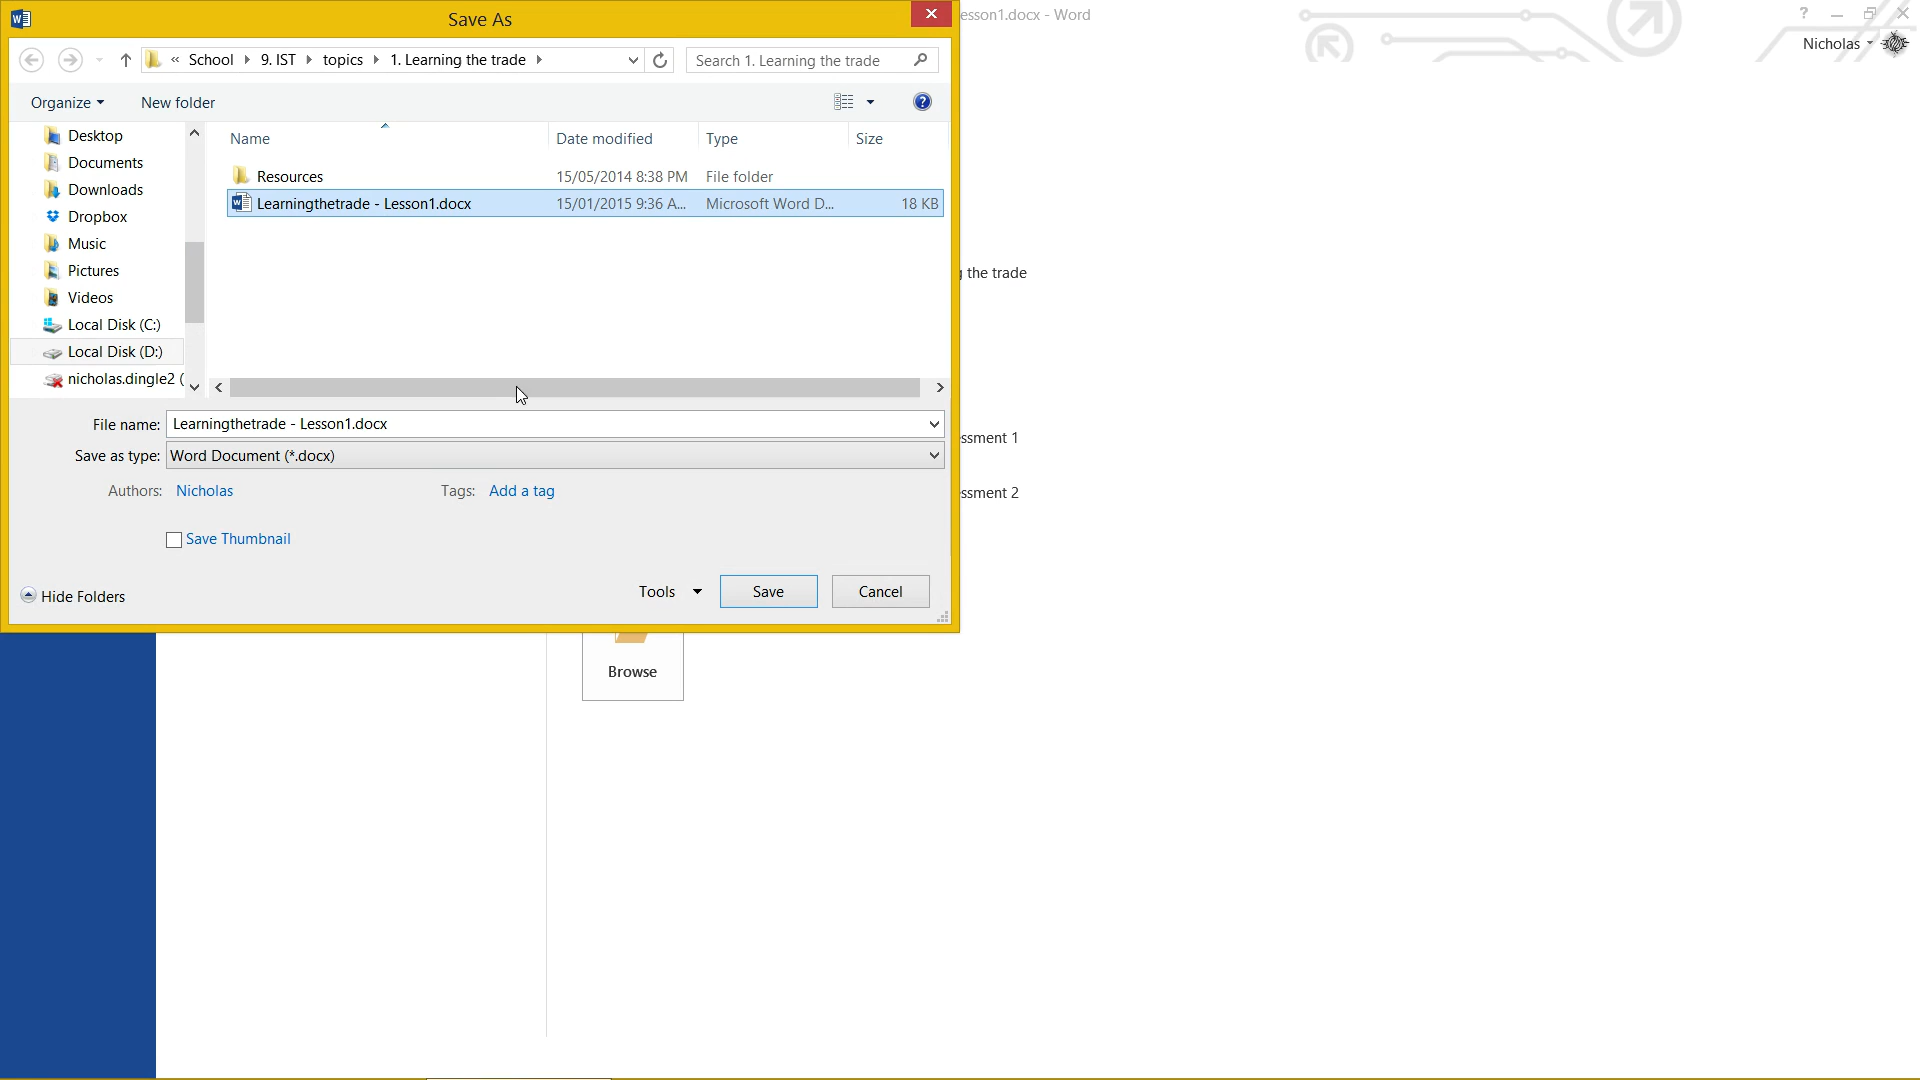 Save As
esson1.docx - Word
?
Nicholas
« School 9. IST topics 1. Learning the trade
Search 1. Learning the trade
Organize
New folder
?
Desktop
Documents
Downloads
Dropbox
Music
Pictures
Videos
Local Disk (C:)
Local Disk (D:)
nicholas.dingle2 (
Name Date modified Type Size
Resources 15/05/2014 8:38 PM File folder
Learningthetrade - Lesson1.docx 15/01/2015 9:36 A... Microsoft Word D... 18 KB
g the trade
File name: Learningthetrade - Lesson1.docx
ssment 1
Save as type: Word Document (*.docx)
Authors: Nicholas Tags: Add a tag
essment 2
Save Thumbnail
Hide Folders
Tools Save Cancel
Browse